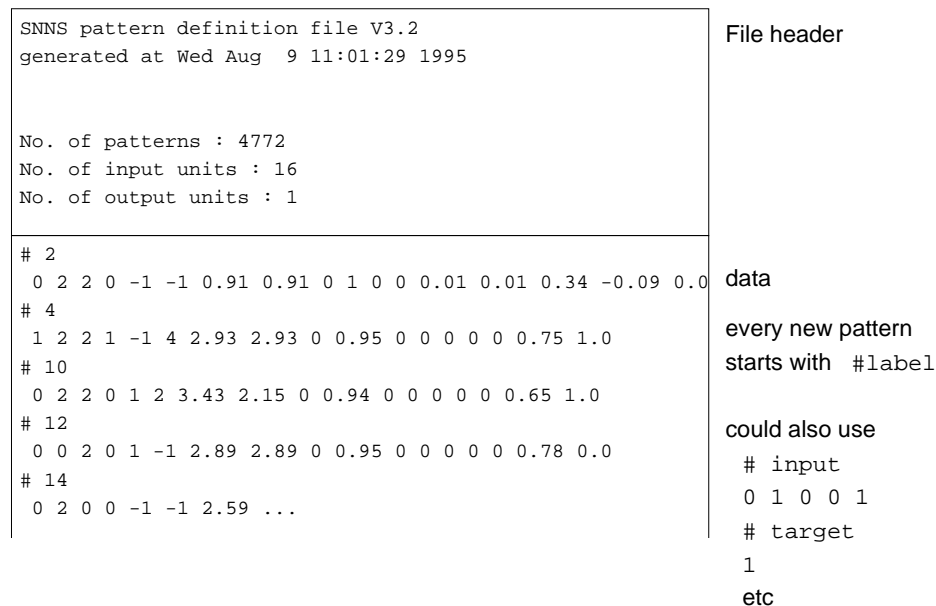 SNNS pattern definition file V3.2
generated at Wed Aug  9 11:01:29 1995
No. of patterns : 4772
No. of input units : 16
No. of output units : 1
# 2
0 2 2 0 -1 -1 0.91 0.91 0 1 0 0 0.01 0.01 0.34 -0.09 0.0
# 4
1 2 2 1 -1 4 2.93 2.93 0 0.95 0 0 0 0 0 0.75 1.0
# 10
0 2 2 0 1 2 3.43 2.15 0 0.94 0 0 0 0 0 0.65 1.0
# 12
0 0 2 0 1 -1 2.89 2.89 0 0.95 0 0 0 0 0 0.78 0.0
# 14
0 2 0 0 -1 -1 2.59 ...
File header
data
every new pattern
starts with #label
could also use
# input
0 1 0 0 1
# target
1
etc